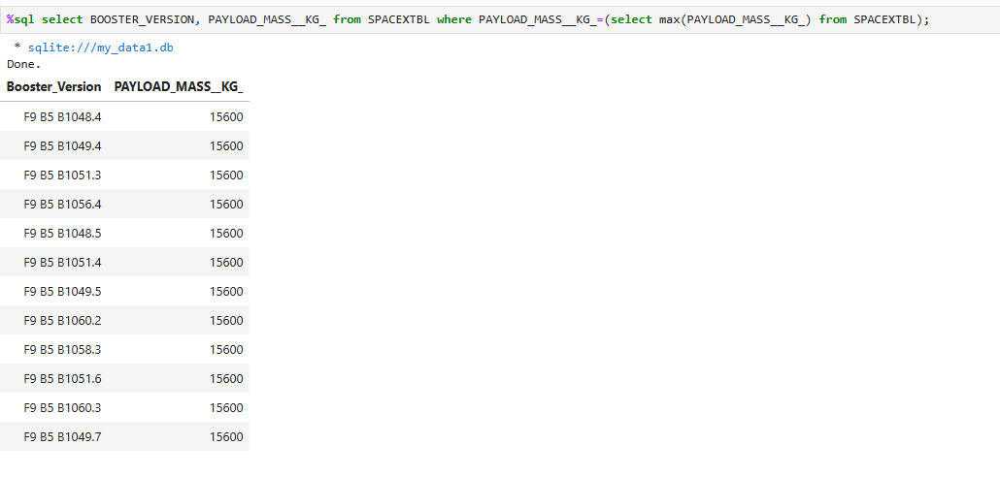 %sql select BOOSTER_VERSION, PAYLOAD_MASS__KG_ from SPACEXTBL where PAYLOAD_MASS__KG_=(select max(PAYLOAD_MASS__KG_) from SPACEXTBL);
* sqlite:///my_data1.db
Done.
Booster_Version PAYLOAD_MASS__KG_
F9 B5 B1048.4 15600
F9 B5 B1049.4 15600
F9 B5 B1051.3 15600
F9 B5 B1056.4 15600
F9 B5 B1048.5 15600
F9 B5 B1051.4 15600
F9 B5 B1049.5 15600
F9 B5 B1060.2 15600
F9 B5 B1058.3 15600
F9 B5 B1051.6 15600
F9 B5 B1060.3 15600
F9 B5 B1049.7 15600